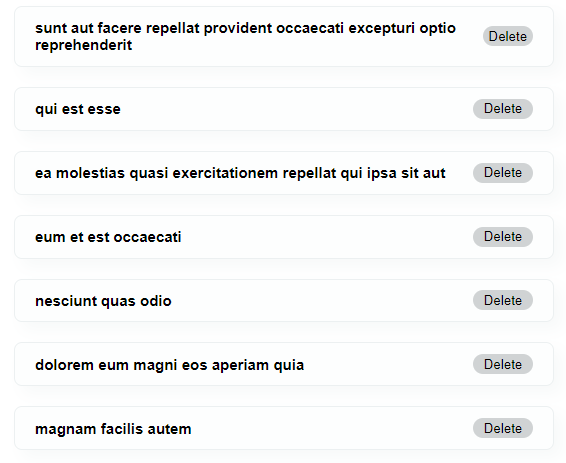 sunt aut facere repellat provident occaecati excepturi optio
reprehenderit
Delete
qui est esse
Delete
ea molestias quasi exercitationem repellat qui ipsa sit aut
Delete
eum et est occaecati
Delete
nesciunt quas odio
Delete
dolorem eum magni eos aperiam quia
Delete
magnam facilis autem
Delete